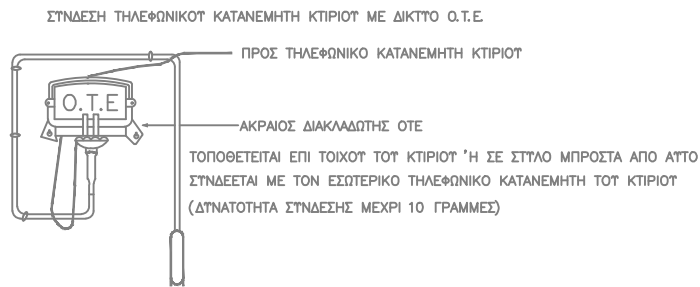 ΣΥΝΔΕΣΗ ΤΗΛΕΦΩΝΙΚΟΥ ΚΑΤΑΝΕΜΗΤΗ ΚΤΙΡΙΟΥ ΜΕ ΔΙΚΤΥΟ Ο.Τ.Ε.
ΠΡΟΣ ΤΗΛΕΦΩΝΙΚΟ ΚΑΤΑΝΕΜΗΤΗ ΚΤΙΡΙΟΥ
Ο.Τ.Ε
ΑΚΡΑΙΟΣ ΔΙΑΚΛΑΔΩΤΗΣ ΟΤΕ
ΤΟΠΟΘΕΤΕΙΤΑΙ ΕΠΙ ΤΟΙΧΟΥ ΤΟΥ ΚΤΙΡΙΟΥ 'Η ΣΕ ΣΤΥΛΟ ΜΠΡΟΣΤΑ ΑΠΟ ΑΥΤΟ
ΣΥΝΔΕΕΤΑΙ ΜΕ ΤΟΝ ΕΣΩΤΕΡΙΚΟ ΤΗΛΕΦΩΝΙΚΟ ΚΑΤΑΝΕΜΗΤΗ ΤΟΥ ΚΤΙΡΙΟΥ
(ΔΥΝΑΤΟΤΗΤΑ ΣΥΝΔΕΣΗΣ ΜΕΧΡΙ 10 ΓΡΑΜΜΕΣ)